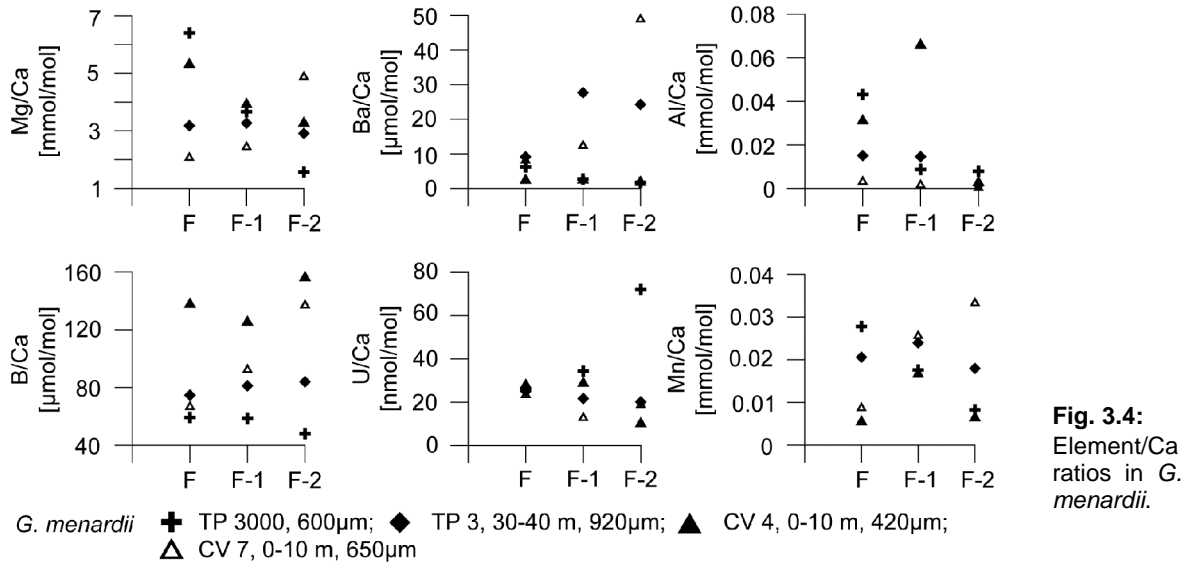 Mg/Ca
[mmol/mol]
7
5
3
1
F F-1 F-2
Ba/Ca
[µmol/mol]
50
40
30
20
10
0
F F-1 F-2
Al/Ca
[mmol/mol]
0.08
0.06
0.04
0.02
0
F F-1 F-2
B/Ca
[µmol/mol]
160
120
80
40
F F-1 F-2
U/Ca
[nmol/mol]
80
60
40
20
0
F F-1 F-2
Mn/Ca
[mmol/mol]
0.04
0.03
0.02
0.01
0
F F-1 F-2
Fig. 3.4:
Element/Ca
ratios in G.
menardii.
G. menardii TP 3000, 600µm; TP 3, 30-40 m, 920µm; CV 4, 0-10 m, 420µm;
CV 7, 0-10 m, 650µm